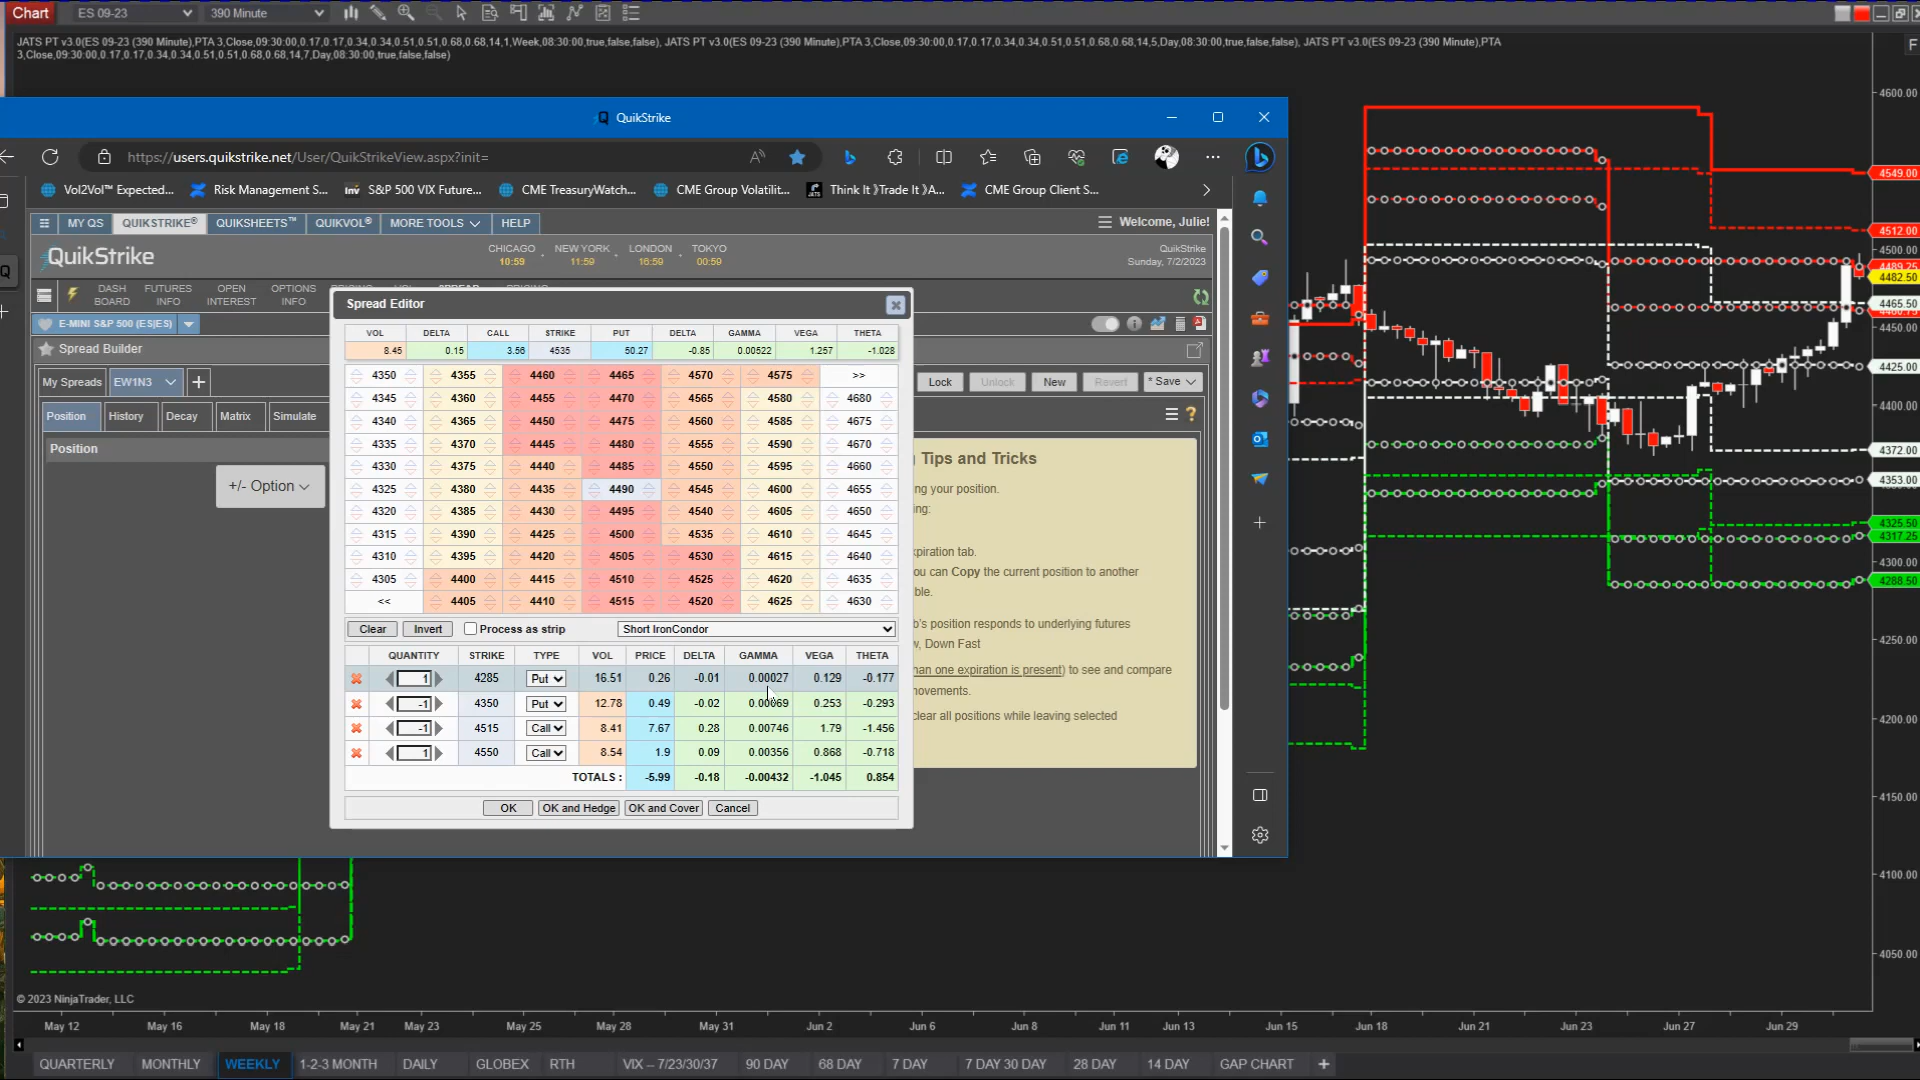 Chart ES 09-23 390 Minute
JATS PT v3.0(ES 09-23 (390 Minute),PTA 3,Close,09:30:00,0.17,0.17,0.34,0.34,0.51,0.51,0.68,0.68,14,1,Week,08:30:00,true,false,false), JATS PT v3.0(ES 09-23 (390 Minute),PTA 3,Close,09:30:00,0.17,0.17,0.34,0.34,0.51,0.51,0.68,0.68,14,5,Day,08:30:00,true,false,false), JATS PT v3.0(ES 09-23 (390 Minute),PTA
3,Close,09:30:00,0.17,0.17,0.34,0.34,0.51,0.51,0.68,0.68,14,7,Day,08:30:00,true,false,false)
F
QuikStrike
https://users.quikstrike.net/User/QuikStrikeView.aspx?init=
Vol2Vol™ Expected... Risk Management S... Inv S&P 500 VIX Future... CME TreasuryWatch... CME Group Volatilit... Think It 》Trade It 》A... CME Group Client S...
MY QS QUIKSTRIKE® QUIKSHEETS™ QUIKVOL® MORE TOOLS HELP Welcome, Julie!
QuikStrike
CHICAGO NEW YORK LONDON TOKYO
10:59 11:59 16:59 00:59
QuikStrike
Sunday, 7/2/2023
DASH BOARD
FUTURES INFO
OPEN INTEREST
OPTIONS INFO
E-MINI S&P 500 (ES|ES)
Spread Builder
My Spreads EW1N3 + Lock Unlock New Revert * Save
Position History Decay Matrix Simulate
Position
+/- Option
Spread Editor
VOL DELTA CALL STRIKE PUT DELTA GAMMA VEGA THETA
8.45 0.15 3.56 4535 50.27 -0.85 0.00522 1.257 -1.028
4350 4355 4460 4465 4570 4575 >>
4345 4360 4455 4470 4565 4580 4680
4340 4365 4450 4475 4560 4585 4675
4335 4370 4445 4480 4555 4590 4670
4330 4375 4440 4485 4550 4595 4660
4325 4380 4435 4490 4545 4600 4655
4320 4385 4430 4495 4540 4605 4650
4315 4390 4425 4500 4535 4610 4645
4310 4395 4420 4505 4530 4615 4640
4305 4400 4415 4510 4525 4620 4635
<< 4405 4410 4515 4520 4625 4630
Clear Invert Process as strip Short IronCondor
QUANTITY STRIKE TYPE VOL PRICE DELTA GAMMA VEGA THETA
1 4285 Put 16.51 0.26 -0.01 0.00027 0.129 -0.177
-1 4350 Put 12.78 0.49 -0.02 0.00069 0.253 -0.293
-1 4515 Call 8.41 7.67 0.28 0.00746 1.79 -1.456
1 4550 Call 8.54 1.9 0.09 0.00356 0.868 -0.718
TOTALS : -5.99 -0.18 -0.00432 -1.045 0.854
OK OK and Hedge OK and Cover Cancel
Tips and Tricks
ing your position.
ing:
xpiration tab.
you can Copy the current position to another
ble.
b's position responds to underlying futures
w, Down Fast
han one expiration is present) to see and compare
novements.
clear all positions while leaving selected
4600.00
4549.00
4512.00
4500.00
4489.25
4482.50
4465.50
4450.00
4425.00
4400.00
4372.00
4353.00
4325.50
4317.25
4300.00
4288.50
4250.00
4200.00
4150.00
4100.00
4050.00
© 2023 NinjaTrader, LLC
May 12 May 16 May 18 May 21 May 23 May 25 May 28 May 31 Jun 2 Jun 6 Jun 8 Jun 11 Jun 13 Jun 15 Jun 18 Jun 21 Jun 23 Jun 27 Jun 29
QUARTERLY MONTHLY WEEKLY 1-2-3 MONTH DAILY GLOBEX RTH VIX -- 7/23/30/37 90 DAY 68 DAY 7 DAY 7 DAY 30 DAY 28 DAY 14 DAY GAP CHART +